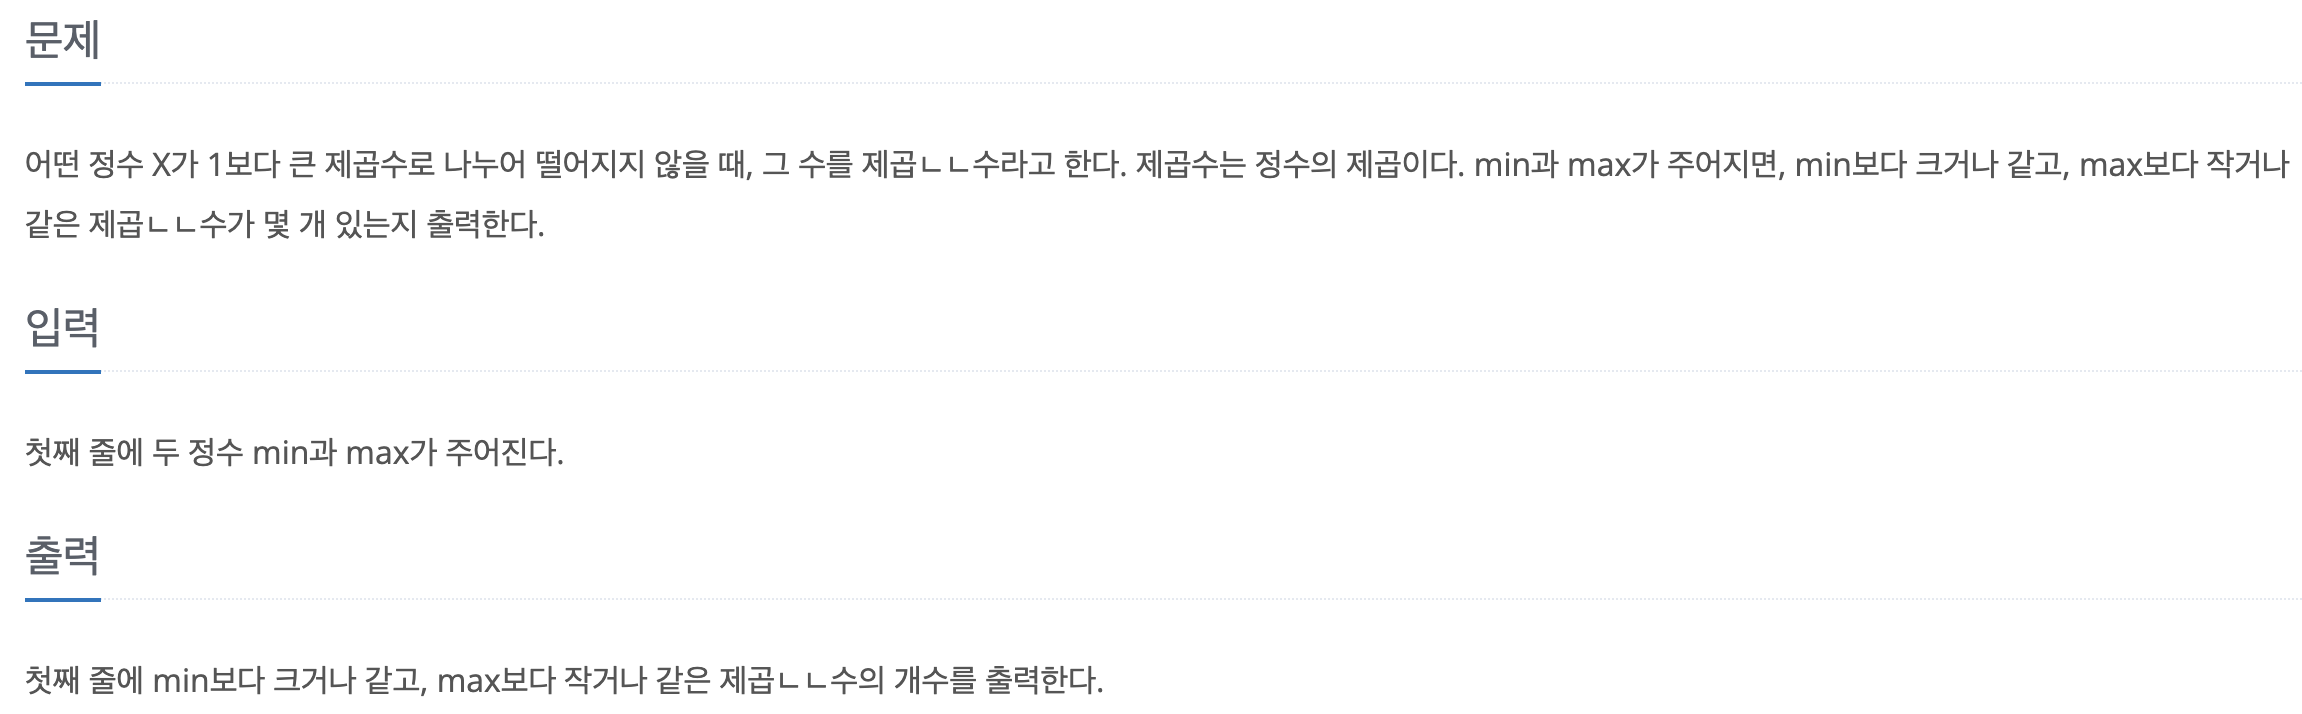 문제
어떤 정수 X가 1보다 큰 제곱수로 나누어 떨어지지 않을 때, 그 수를 제곱ㄴㄴ수라고 한다. 제곱수는 정수의 제곱이다. min과 max가 주어지면, min보다 크거나 같고, max보다 작거나
같은 제곱ㄴㄴ수가 몇 개 있는지 출력한다.
입력
첫째 줄에 두 정수 min과 max가 주어진다.
출력
첫째 줄에 min보다 크거나 같고, max보다 작거나 같은 제곱ㄴㄴ수의 개수를 출력한다.